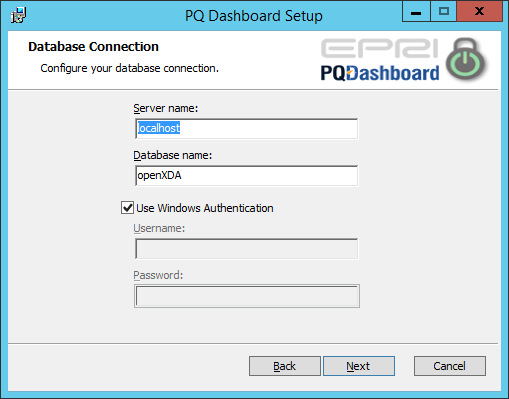 PQ Dashboard Setup
Database Connection
Configure your database connection.
EPRI
PQDashboard
Server name:
localhost
Database name:
openXDA
Use Windows Authentication
Username:
Password:
Back
Next
Cancel